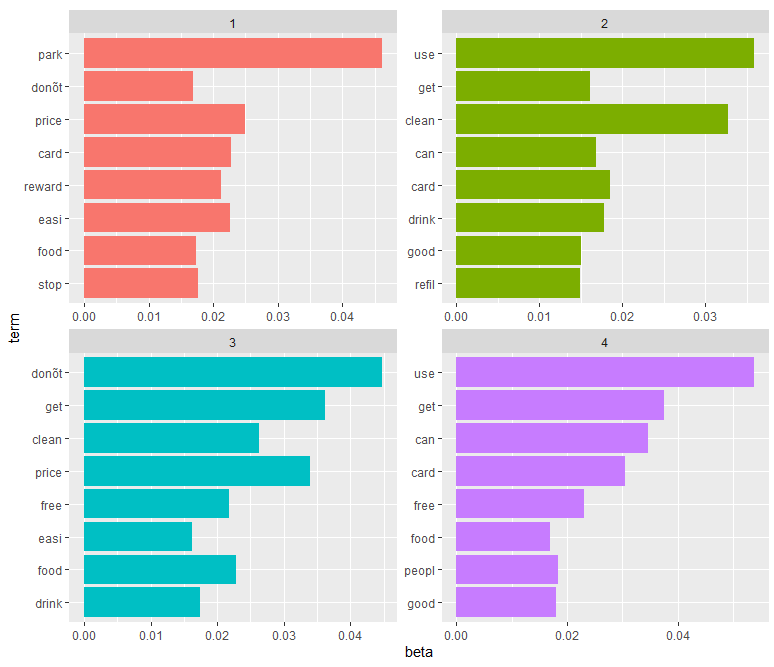 1
park
donõt
price
card
reward
easi
food
stop
0.00 0.01 0.02 0.03 0.04
2
use
get
clean
can
card
drink
good
refil
0.00 0.01 0.02 0.03
term
3
donõt
get
clean
price
free
easi
food
drink
0.00 0.01 0.02 0.03 0.04
4
use
get
can
card
free
food
peopl
good
0.00 0.02 0.04
beta